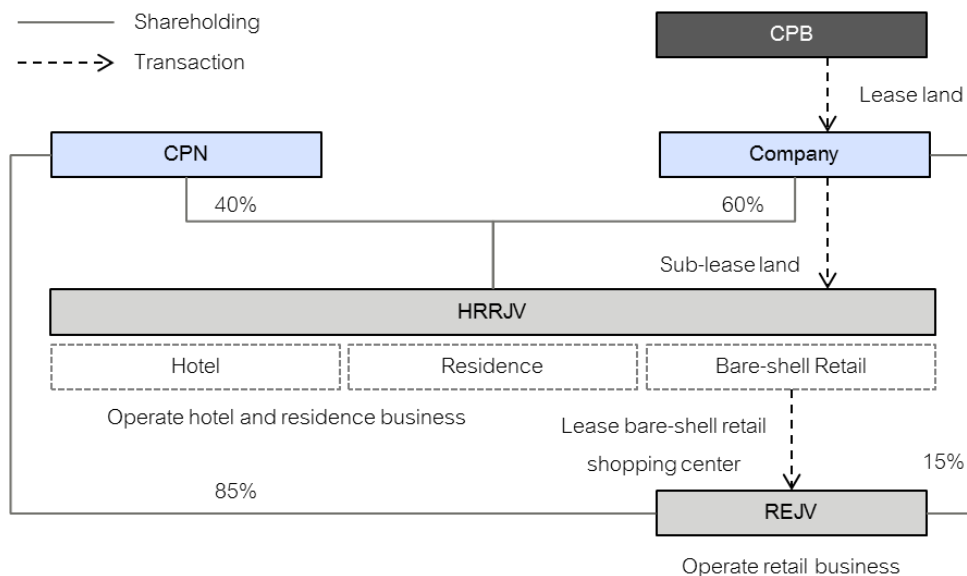 Shareholding
Transaction
CPB
Lease land
CPN
Company
40%
60%
Sub-lease land
HRRJV
Hotel
Residence
Bare-shell Retail
Operate hotel and residence business
Lease bare-shell retail
shopping center
15%
85%
REJV
Operate retail business